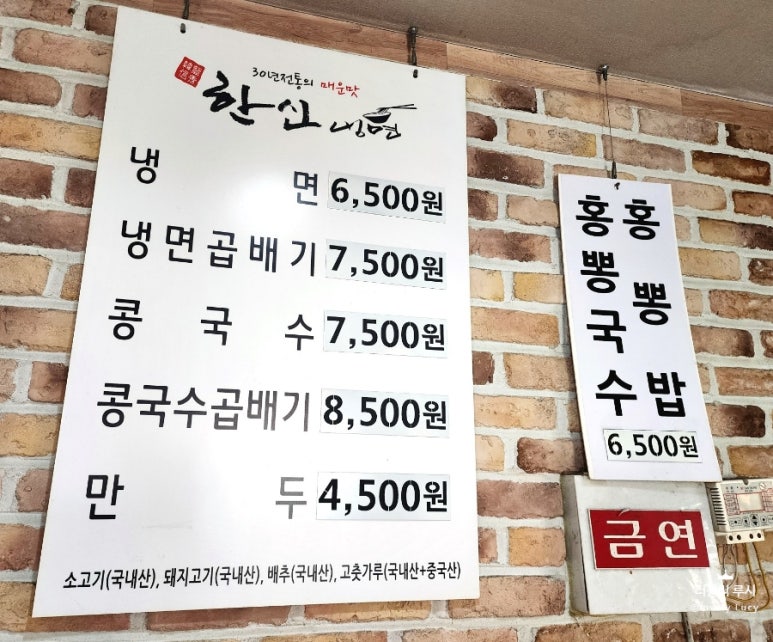 30년전통의 매운맛
한신냉면
냉면 6,500원
냉면곱배기 7,500원
콩국수 7,500원
콩국수곱배기 8,500원
만두 4,500원
소고기(국내산), 돼지고기(국내산), 배추(국내산), 고춧가루(국내산+중국산)
홍뽕국수
홍뽕밥
6,500원
금연
루시
Lucy